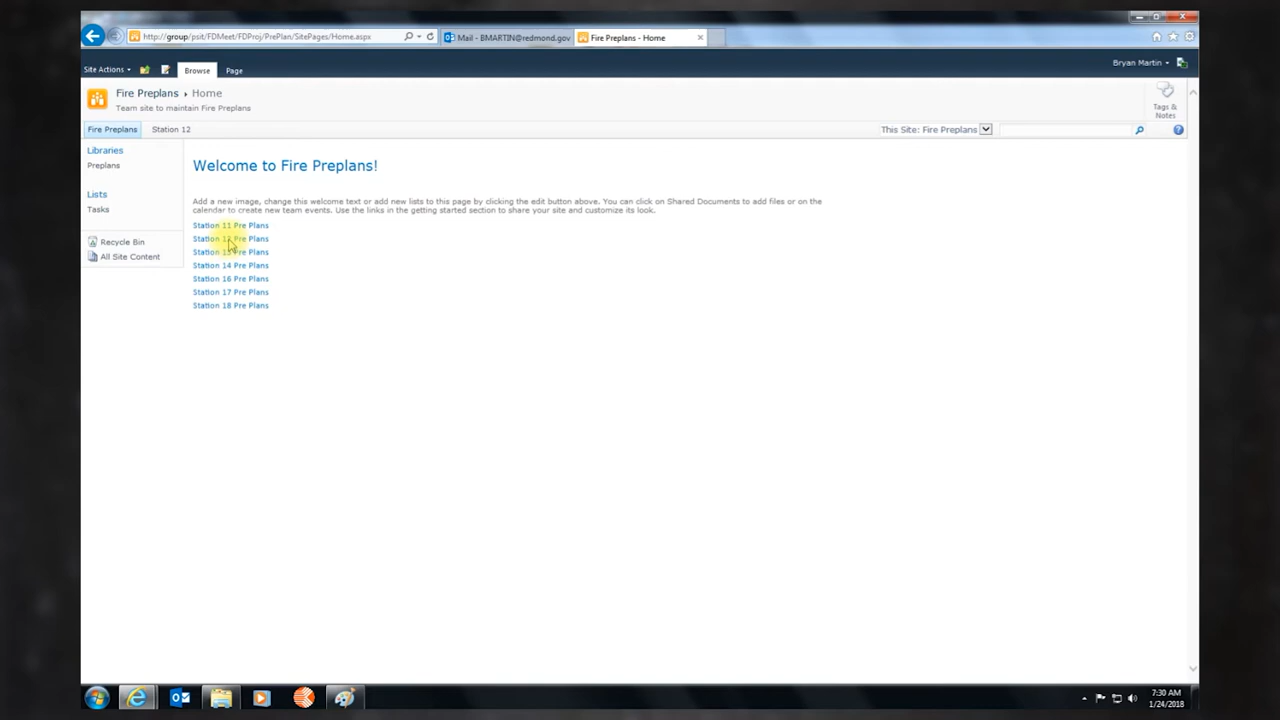 http://group/psit/FDMeet/FDProj/PrePlan/SitePages/Home.aspx
Mail - BMARTIN@redmond.gov
Fire Preplans - Home
Site Actions
Browse
Page
Bryan Martin
Fire Preplans Home
Team site to maintain Fire Preplans
Tags & Notes
Fire Preplans
Station 12
This Site: Fire Preplans
Libraries
Preplans
Lists
Tasks
Recycle Bin
All Site Content
Welcome to Fire Preplans!
Add a new image, change this welcome text or add new lists to this page by clicking the edit button above. You can click on Shared Documents to add files or on the
calendar to create new team events. Use the links in the getting started section to share your site and customize its look.
Station 11 Pre Plans
Station 12 Pre Plans
Station 13 Pre Plans
Station 14 Pre Plans
Station 16 Pre Plans
Station 17 Pre Plans
Station 18 Pre Plans
7:30 AM
1/24/2018